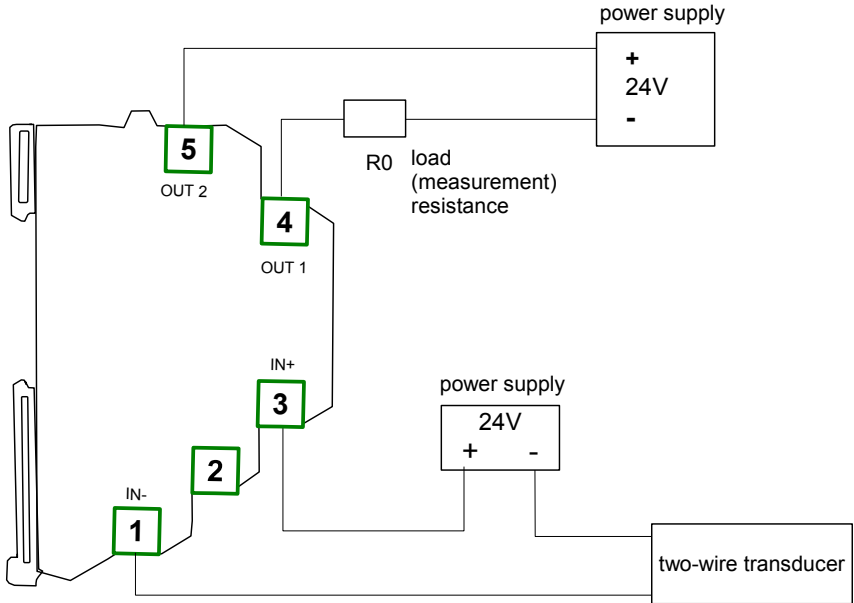 power supply
+
24V
-
5
OUT 2
R0
load
(measurement)
resistance
4
OUT 1
IN+
3
power supply
24V
+ -
2
IN-
1
two-wire transducer